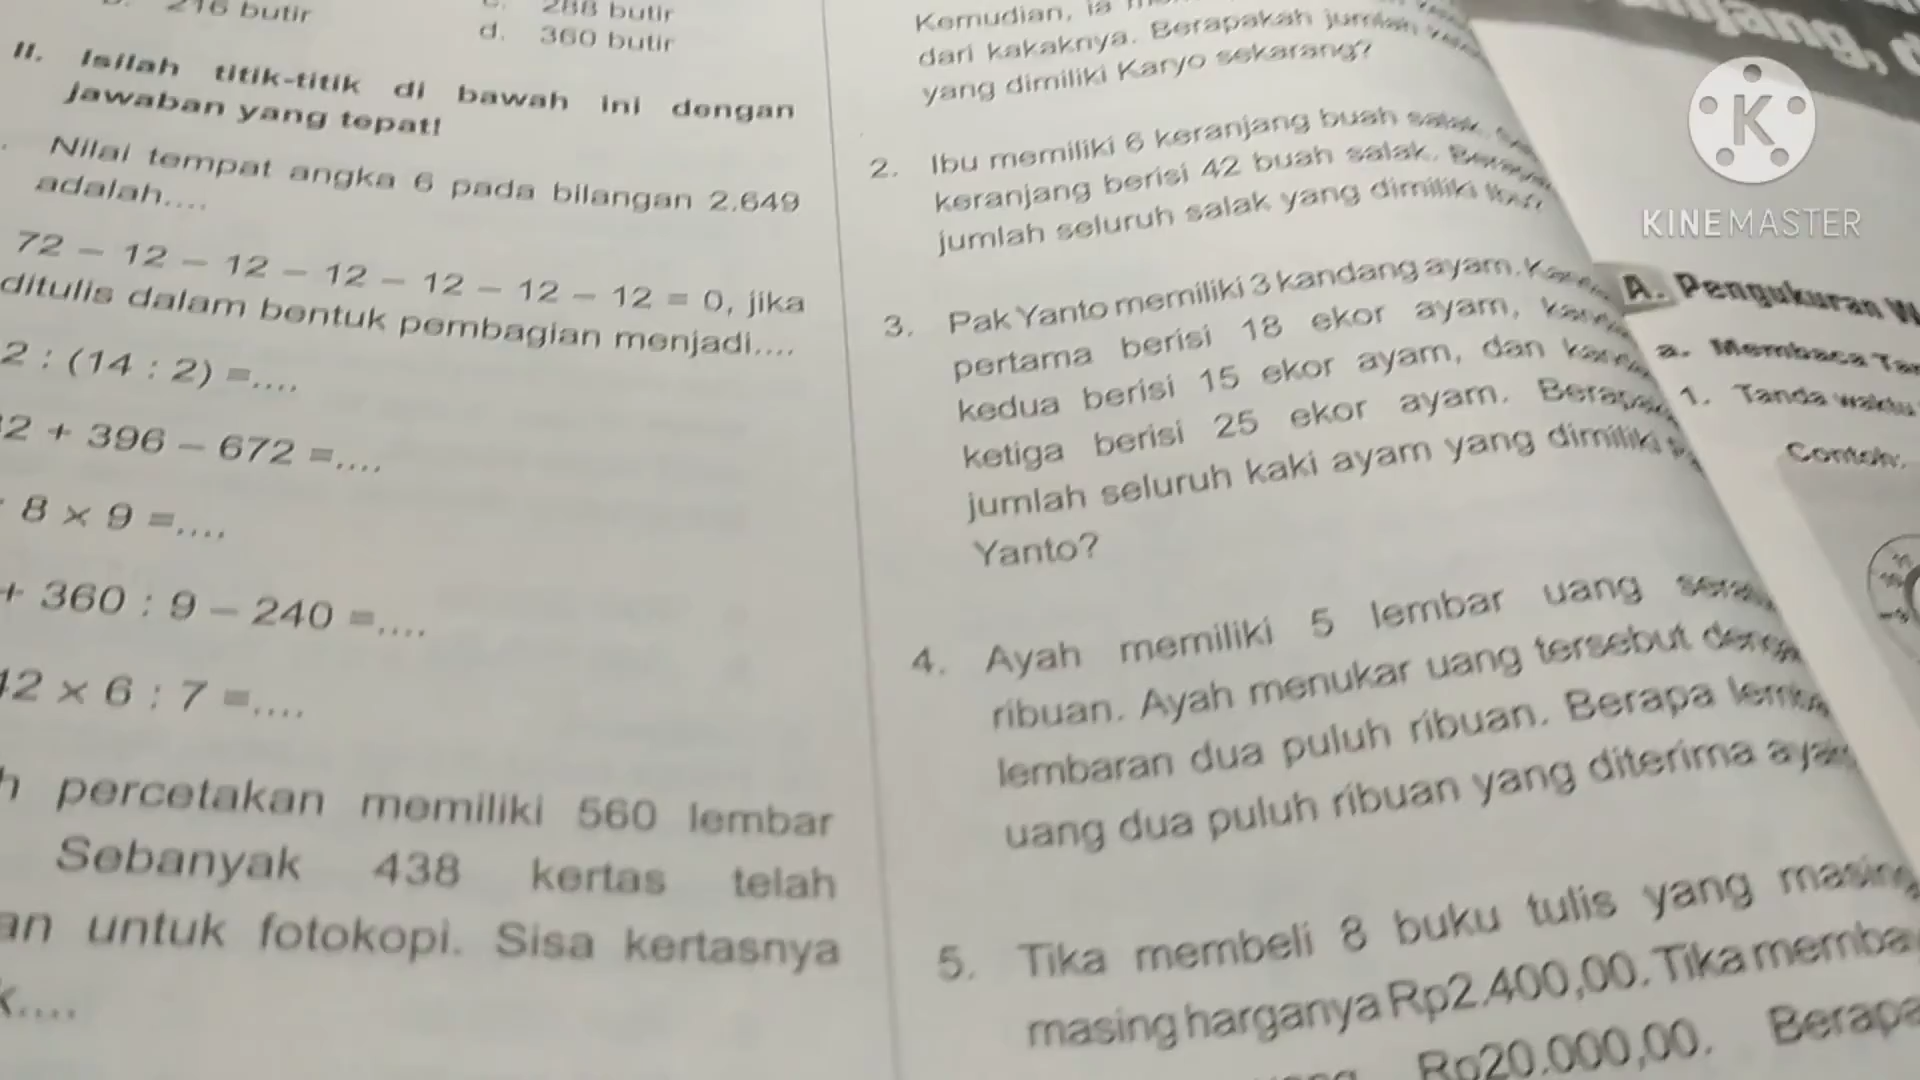 216 butir
288 butir
d. 360 butir
II. Isilah titik-titik di bawah ini dengan
jawaban yang tepat!
Nilai tempat angka 6 pada bilangan 2.649
adalah....
72 – 12 – 12 – 12 – 12 – 12 – 12 = 0, jika
ditulis dalam bentuk pembagian menjadi....
2 : (14 : 2) =....
2 + 396 – 672 =....
8 × 9 =....
+ 360 : 9 – 240 =....
2 × 6 : 7 =....
percetakan memiliki 560 lembar
Sebanyak 438 kertas telah
an untuk fotokopi. Sisa kertasnya
....
Kemudian, ia
dari kakaknya. Berapakah jumlah
yang dimiliki Karyo sekarang?
2. Ibu memiliki 6 keranjang buah salak,
keranjang berisi 42 buah salak.
jumlah seluruh salak yang dimiliki
3. Pak Yanto memiliki 3 kandang ayam.
pertama berisi 18 ekor ayam,
kedua berisi 15 ekor ayam, dan
ketiga berisi 25 ekor ayam.
jumlah seluruh kaki ayam yang dimiliki
Yanto?
4. Ayah memiliki 5 lembar uang
ribuan. Ayah menukar uang tersebut
lembaran dua puluh ribuan. Berapa
uang dua puluh ribuan yang diterima
5. Tika membeli 8 buku tulis yang masing
masing harganya Rp2.400,00. Tika
Rp20.000,00. Berapa
KINEMASTER
A. Pengukuran
a. Membaca
1. Tanda waktu
Contoh: